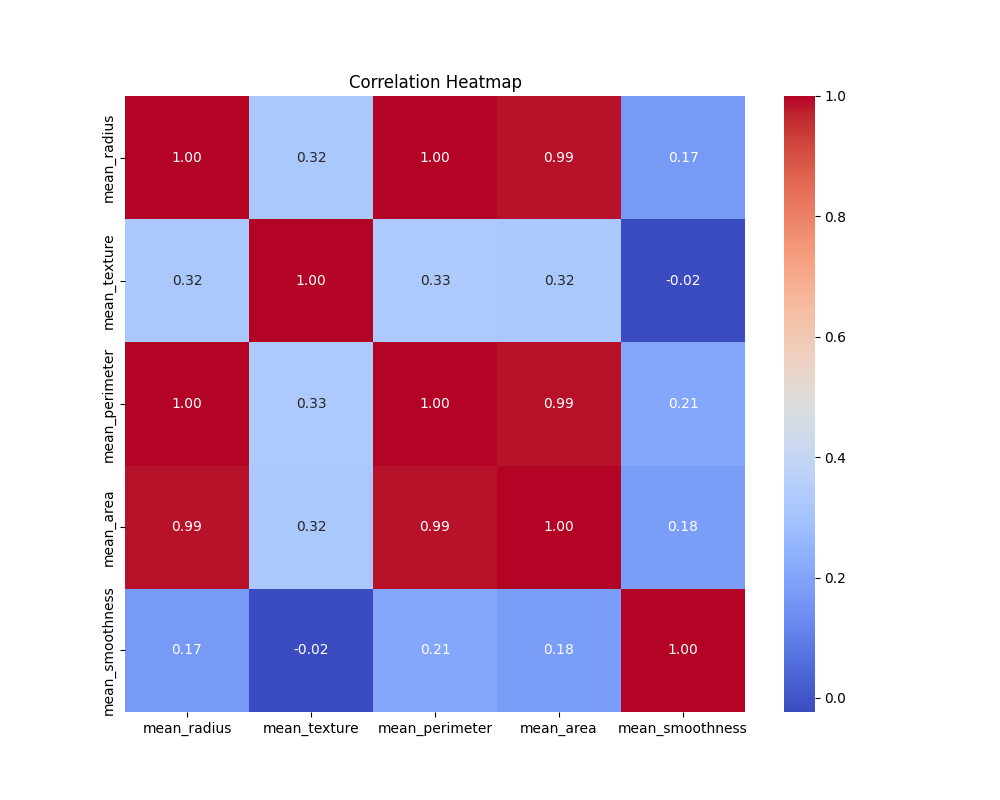 Correlation Heatmap
mean_radius
1.00 0.32 1.00 0.99 0.17
mean_texture
0.32 1.00 0.33 0.32 -0.02
mean_perimeter
1.00 0.33 1.00 0.99 0.21
mean_area
0.99 0.32 0.99 1.00 0.18
mean_smoothness
0.17 -0.02 0.21 0.18 1.00
mean_radius mean_texture mean_perimeter mean_area mean_smoothness
1.0
0.8
0.6
0.4
0.2
0.0